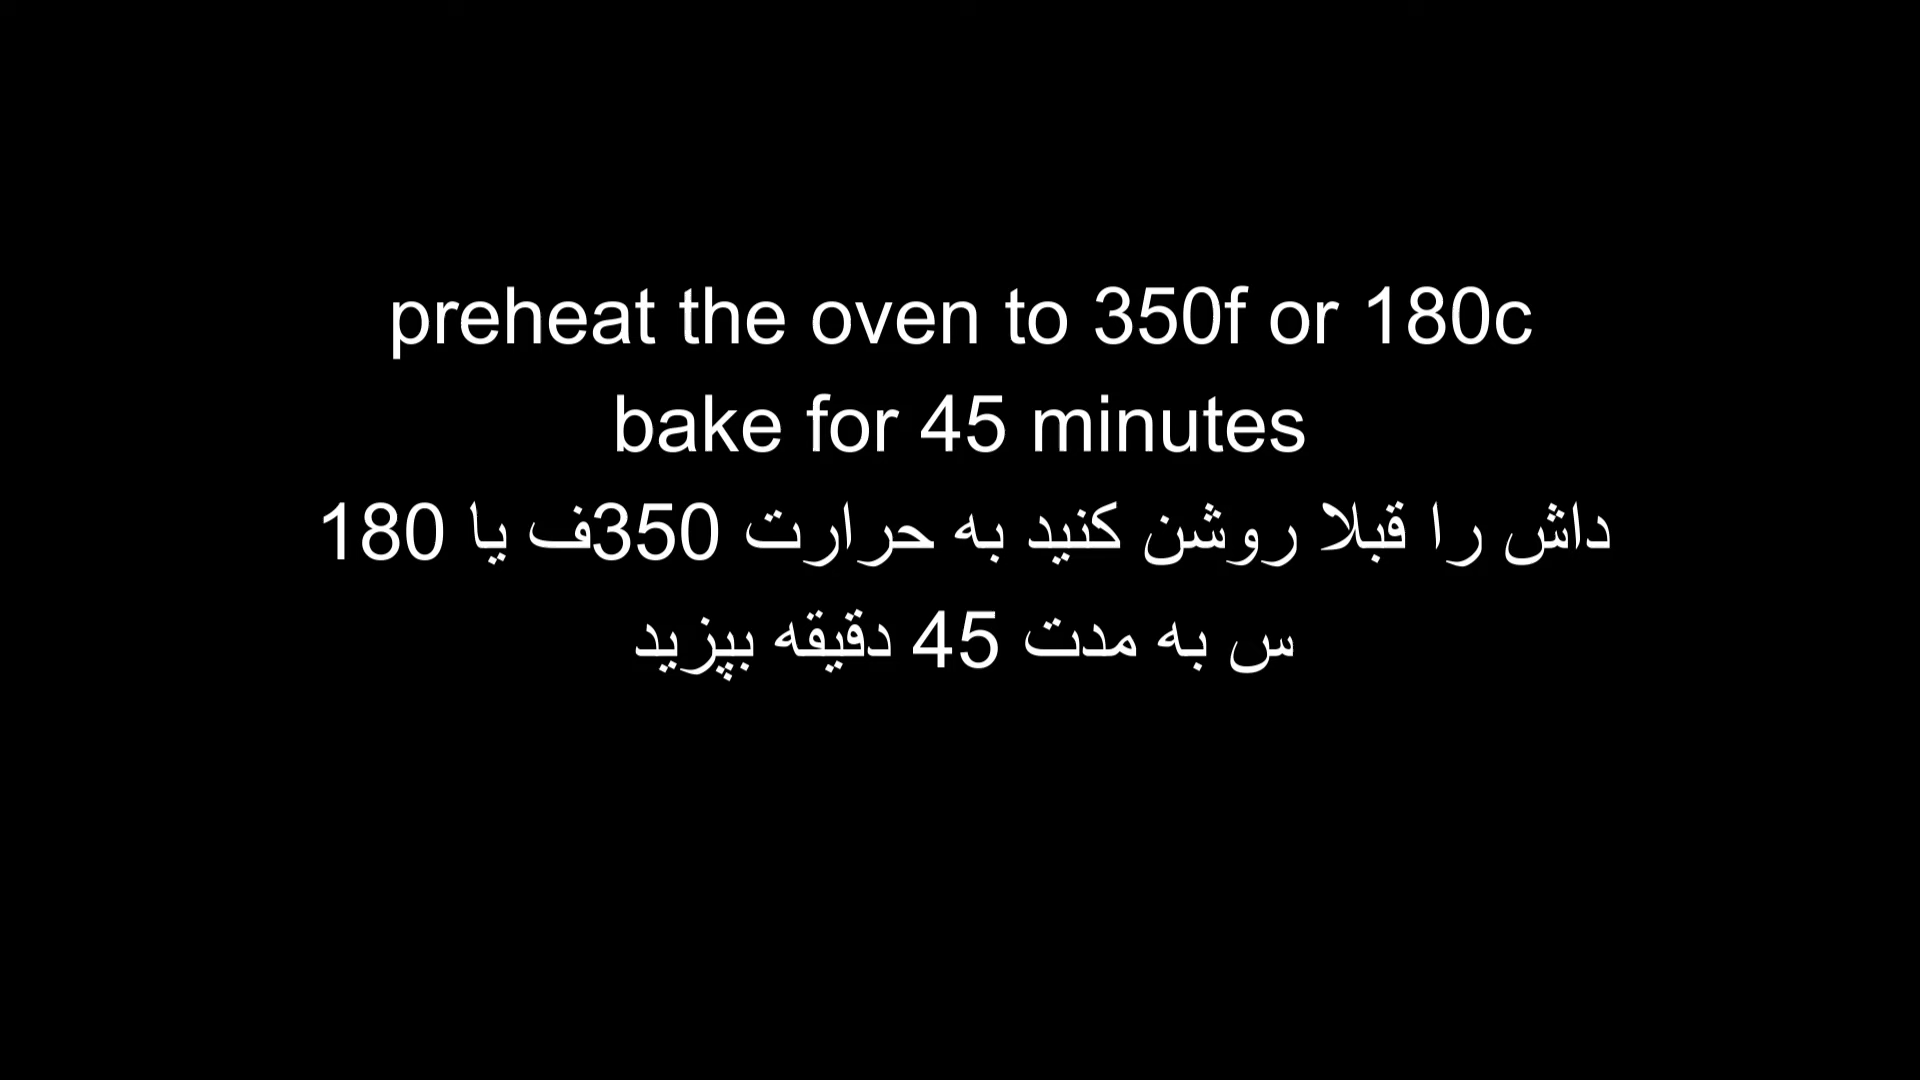 preheat the oven to 350f or 180c
bake for 45 minutes
داش را قبلا روشن کنید به حرارت 350ف یا 180
س به مدت 45 دقیقه بپزید